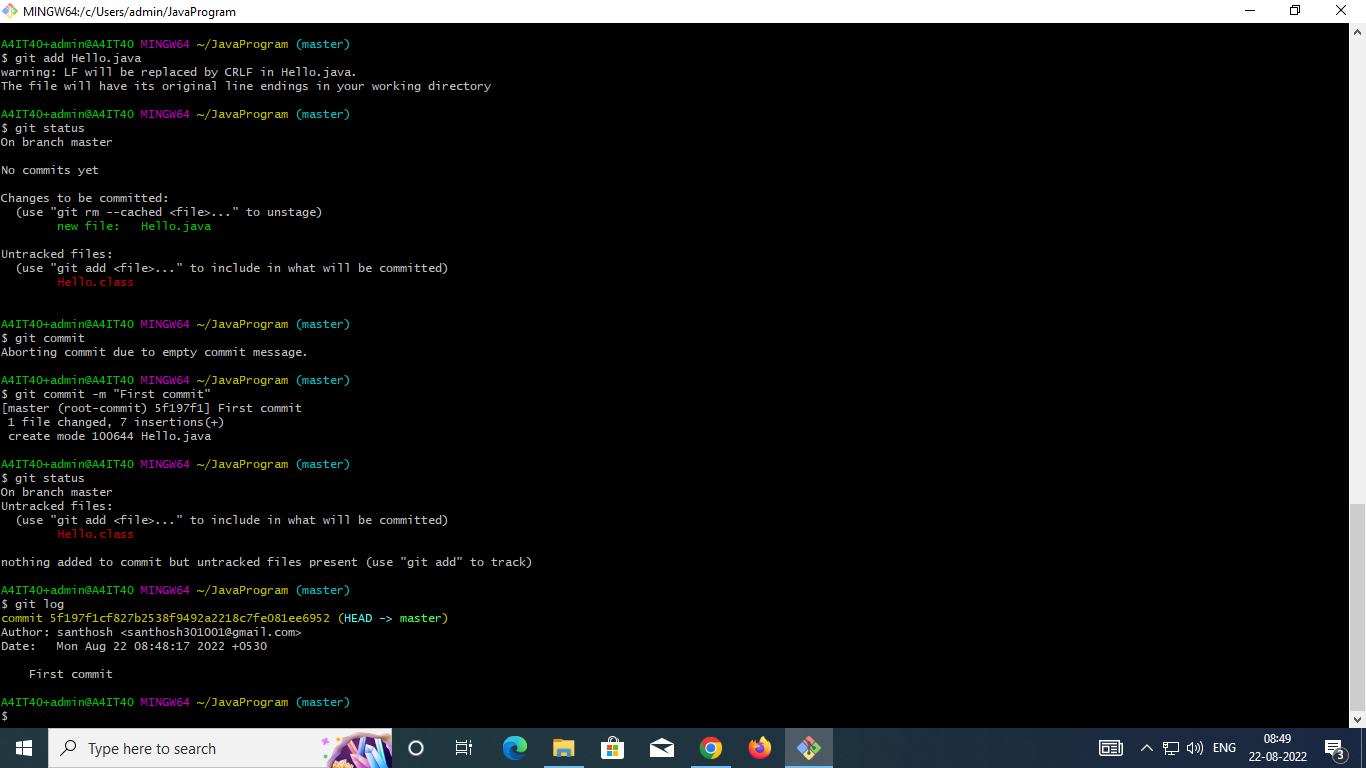 MINGW64:/c/Users/admin/JavaProgram
A4IT40+admin@A4IT40 MINGW64 ~/JavaProgram (master)
$ git add Hello.java
warning: LF will be replaced by CRLF in Hello.java.
The file will have its original line endings in your working directory
A4IT40+admin@A4IT40 MINGW64 ~/JavaProgram (master)
$ git status
On branch master
No commits yet
Changes to be committed:
(use "git rm --cached <file>..." to unstage)
new file:   Hello.java
Untracked files:
(use "git add <file>..." to include in what will be committed)
Hello.class
A4IT40+admin@A4IT40 MINGW64 ~/JavaProgram (master)
$ git commit
Aborting commit due to empty commit message.
A4IT40+admin@A4IT40 MINGW64 ~/JavaProgram (master)
$ git commit -m "First commit"
[master (root-commit) 5f197f1] First commit
1 file changed, 7 insertions(+)
create mode 100644 Hello.java
A4IT40+admin@A4IT40 MINGW64 ~/JavaProgram (master)
$ git status
On branch master
Untracked files:
(use "git add <file>..." to include in what will be committed)
Hello.class
nothing added to commit but untracked files present (use "git add" to track)
A4IT40+admin@A4IT40 MINGW64 ~/JavaProgram (master)
$ git log
commit 5f197f1cf827b2538f9492a2218c7fe081ee6952 (HEAD -> master)
Author: santhosh <santhosh301001@gmail.com>
Date:   Mon Aug 22 08:48:17 2022 +0530
First commit
A4IT40+admin@A4IT40 MINGW64 ~/JavaProgram (master)
$
Type here to search
ENG
08:49
22-08-2022
3